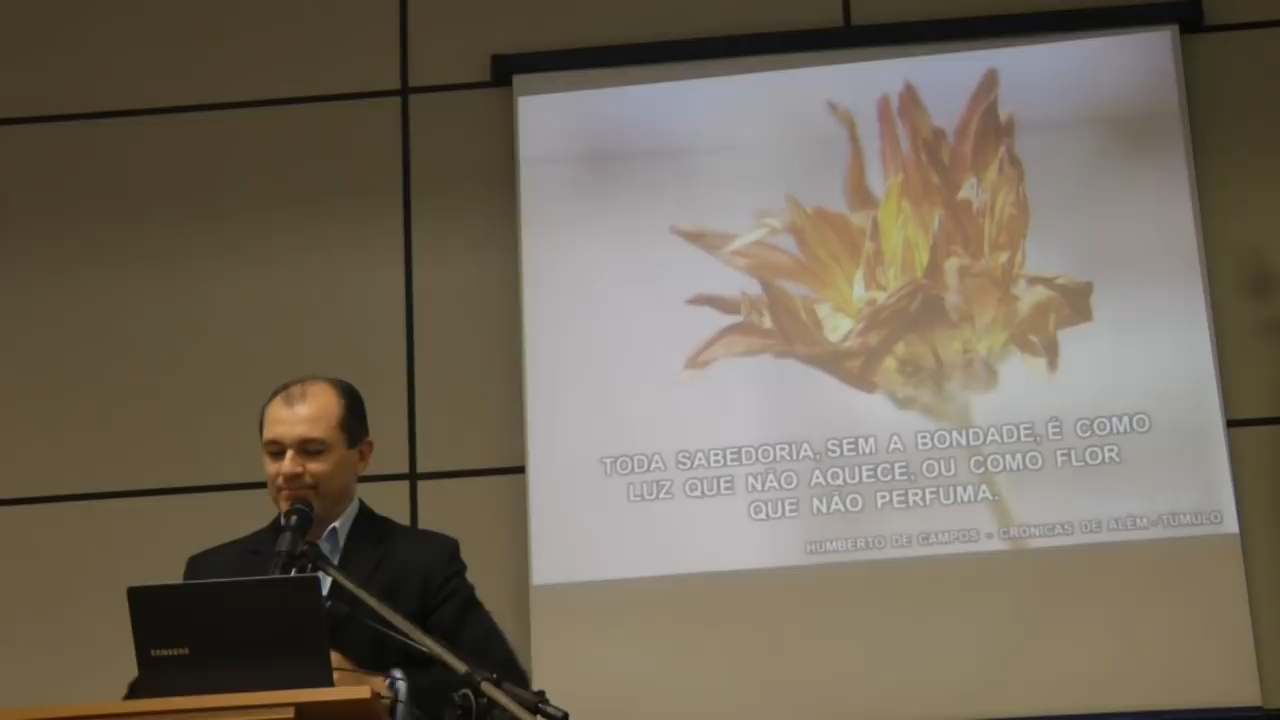 TODA SABEDORIA, SEM A BONDADE, É COMO
LUZ QUE NÃO AQUECE, OU COMO FLOR
QUE NÃO PERFUMA.
HUMBERTO DE CAMPOS - CRÔNICAS DE ALÉM-TÚMULO
SAMSUNG